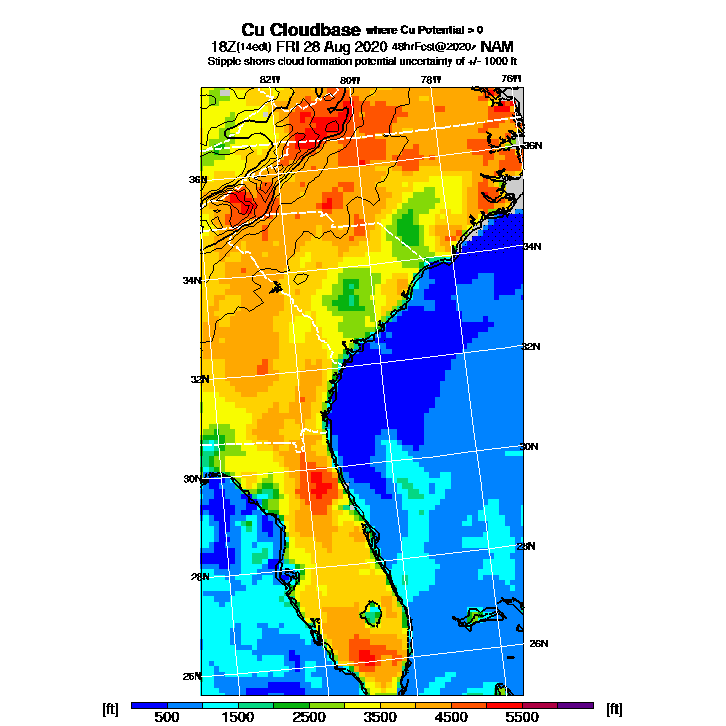 Cu Cloudbase where Cu Potential > 0
18Z(14edt) FRI 28 Aug 2020 48hrFcst@2020z NAM
Stipple shows cloud formation potential uncertainty of +/- 1000 ft
82W 80W 78W 76W
36N
36N
34N
34N
32N
32N
30N
30N
28N
28N
26N
26N
[ft] 500 1500 2500 3500 4500 5500 [ft]